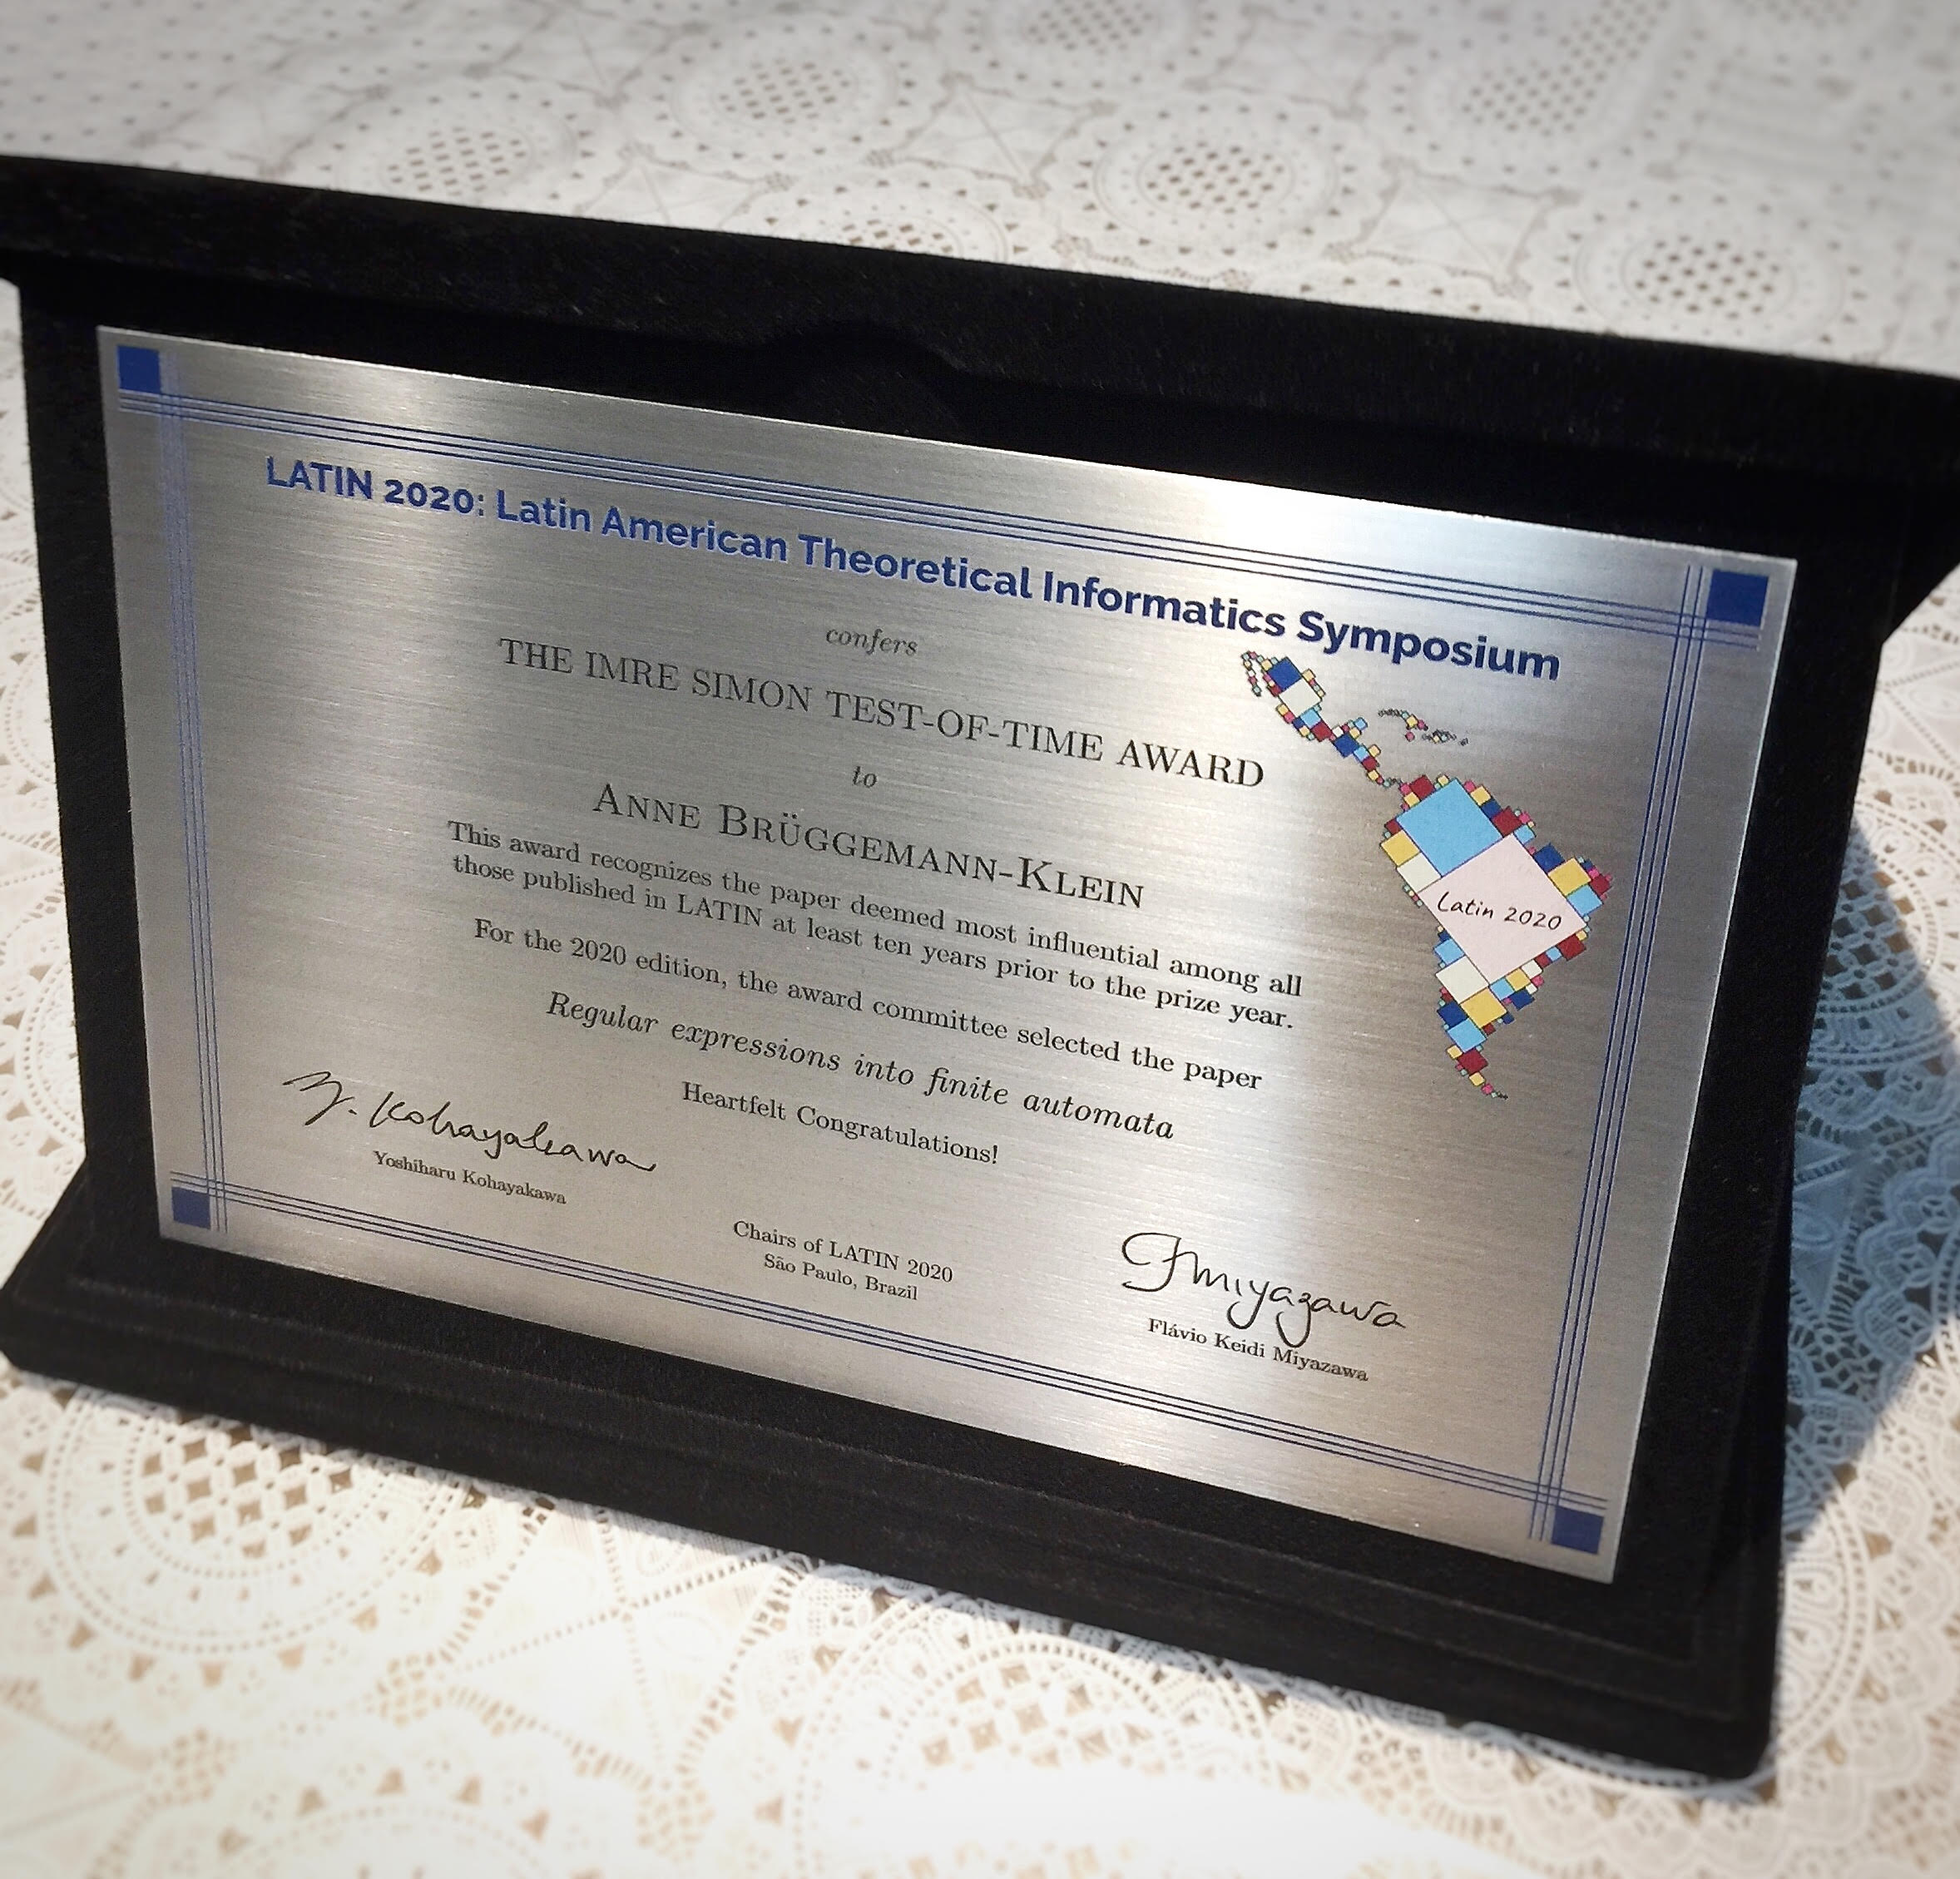 LATIN 2020: Latin American Theoretical Informatics Symposium
confers
THE IMRE SIMON TEST-OF-TIME AWARD
to
ANNE BRÜGGEMANN-KLEIN
This award recognizes the paper deemed most influential among all
those published in LATIN at least ten years prior to the prize year.
For the 2020 edition, the award committee selected the paper
Regular expressions into finite automata
Heartfelt Congratulations!
Latin 2020
Y. Kohayakawa
Yoshiharu Kohayakawa
Chairs of LATIN 2020
São Paulo, Brazil
FMiyazawa
Flávio Keidi Miyazawa